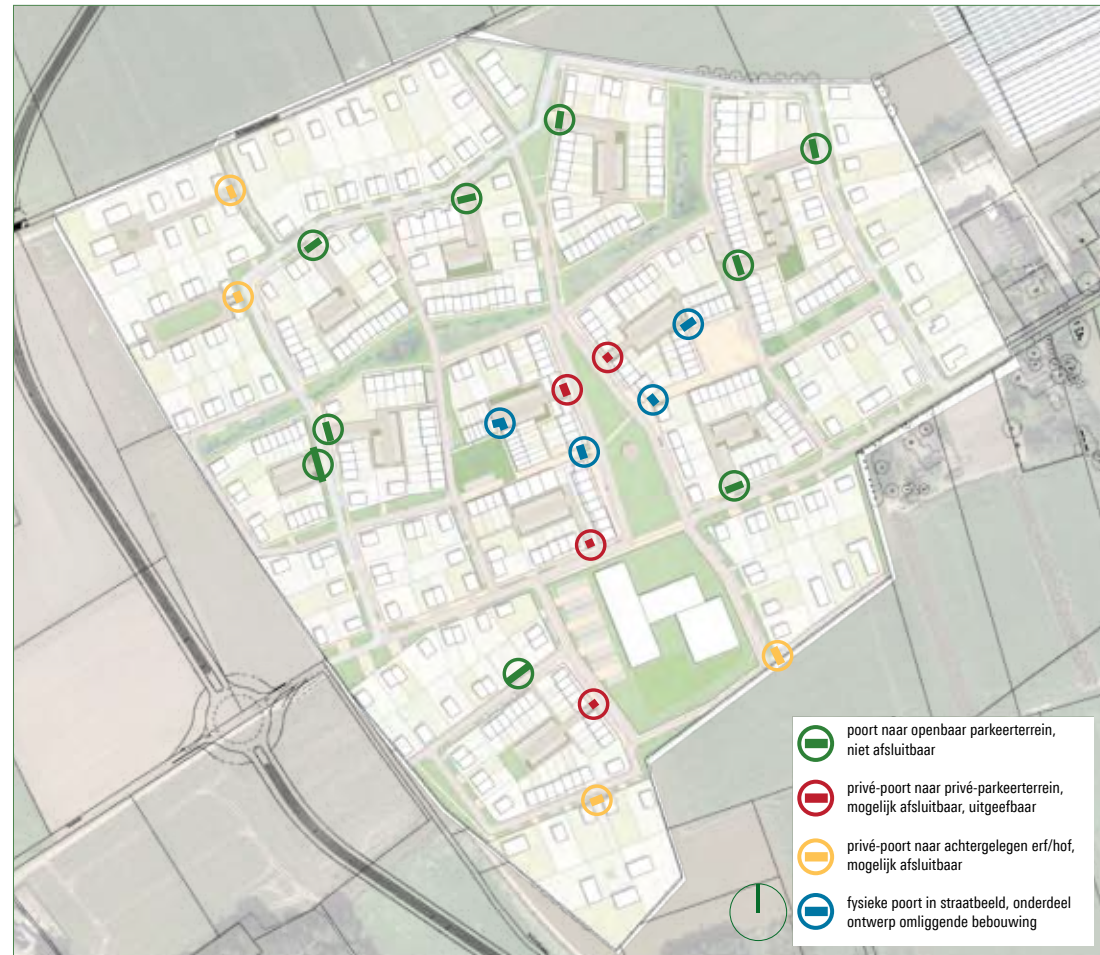 poort naar openbaar parkeerterrein,
niet afsluitbaar
privé-poort naar privé-parkeerterrein,
mogelijk afsluitbaar, uitgeefbaar
privé-poort naar achtergelegen erf/hof,
mogelijk afsluitbaar
fysieke poort in straatbeeld, onderdeel
ontwerp omliggende bebouwing